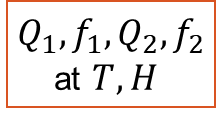 Q₁, f₁, Q₂, f₂
at T, H